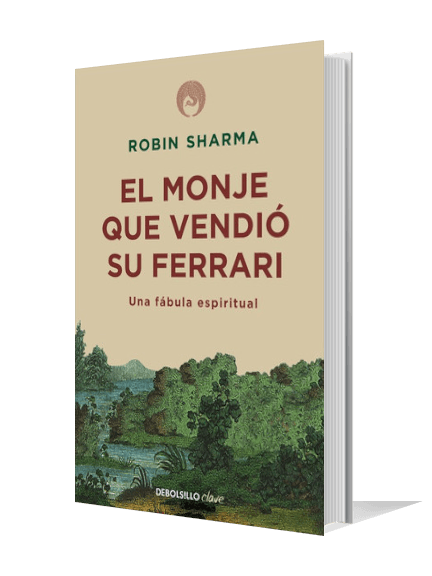 ROBIN SHARMA
EL MONJE
QUE VENDIÓ
SU FERRARI
Una fábula espiritual
DEBOLSILLO clave